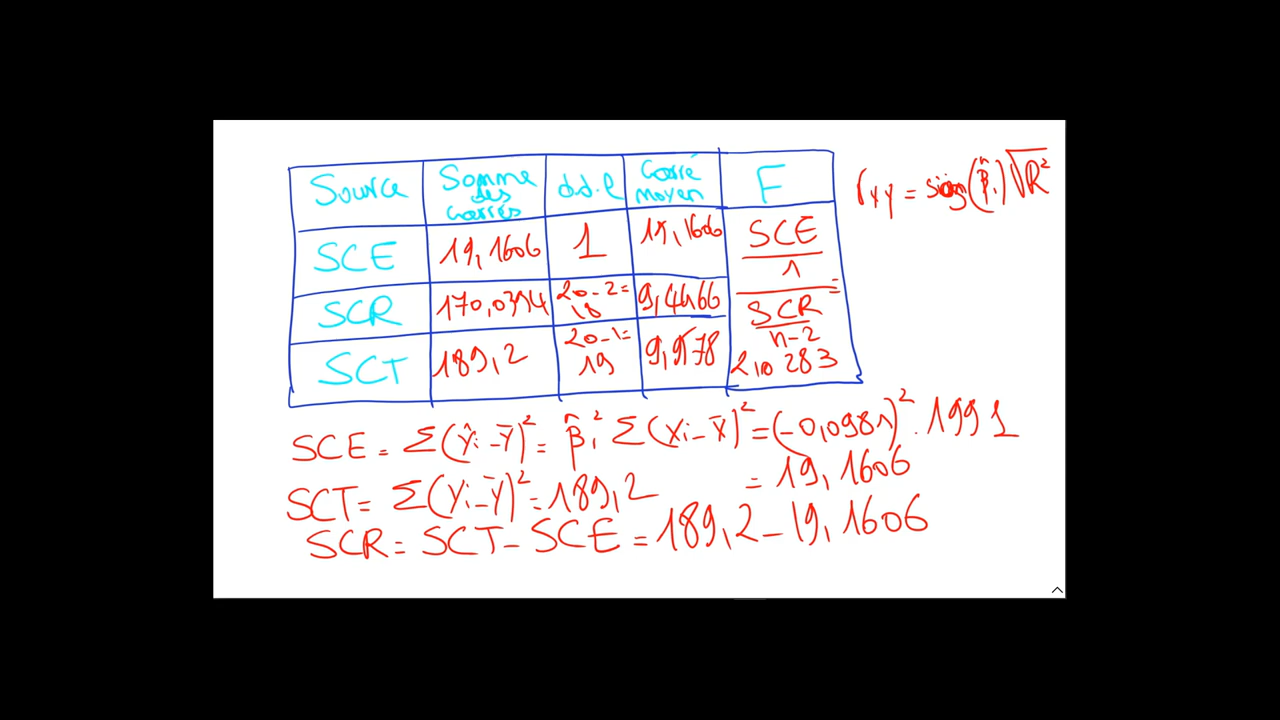 Source Somme des Carrés d.d.l Carré moyen F
SCE 19,1606 1 19,1606 SCE/1
SCR 170,0394 20-2=18 9,4466 SCR/n-2 =
SCT 189,2 20-1=19 9,9578 2,0283
rxy = sign(β̂₁)√R²
SCE = Σ(Ŷi-Ȳ)² = β̂₁² Σ(Xi-X̄)² = (-0,0981)². 1991
= 19,1606
SCT = Σ(Yi-Ȳ)² = 189,2
SCR = SCT - SCE = 189,2 - 19,1606